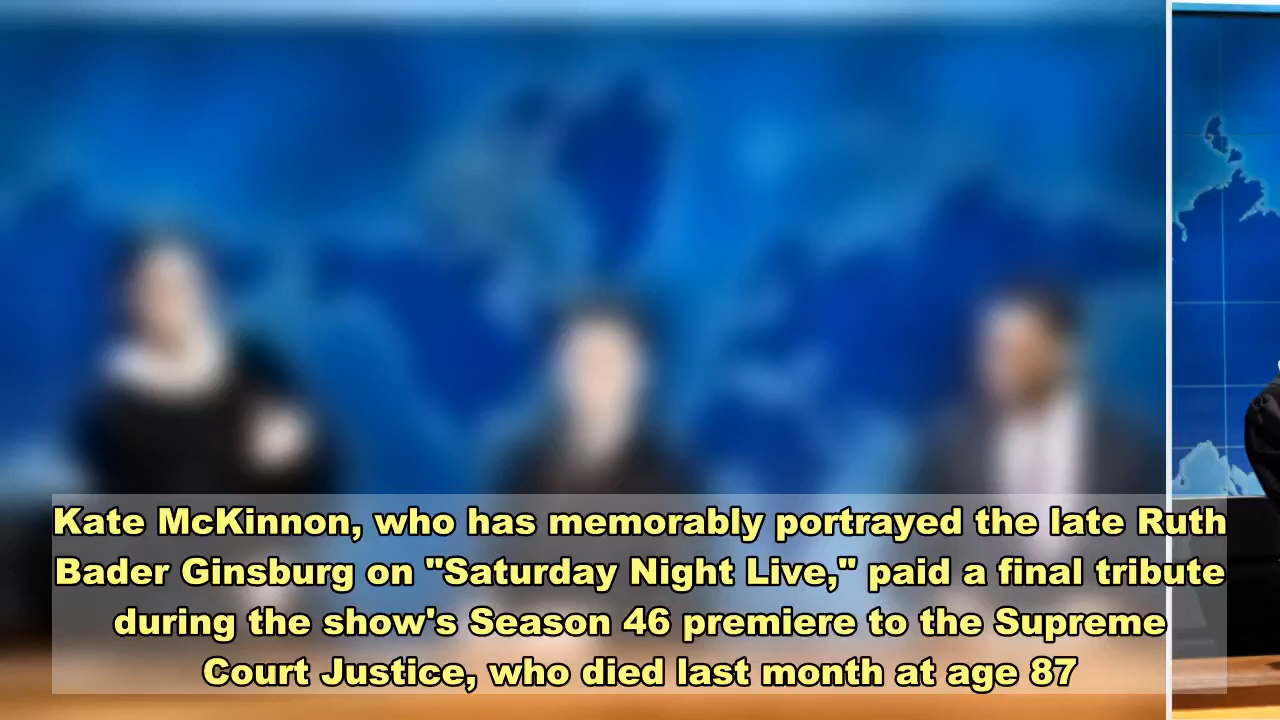 Kate McKinnon, who has memorably portrayed the late Ruth
Bader Ginsburg on "Saturday Night Live," paid a final tribute
during the show's Season 46 premiere to the Supreme
Court Justice, who died last month at age 87